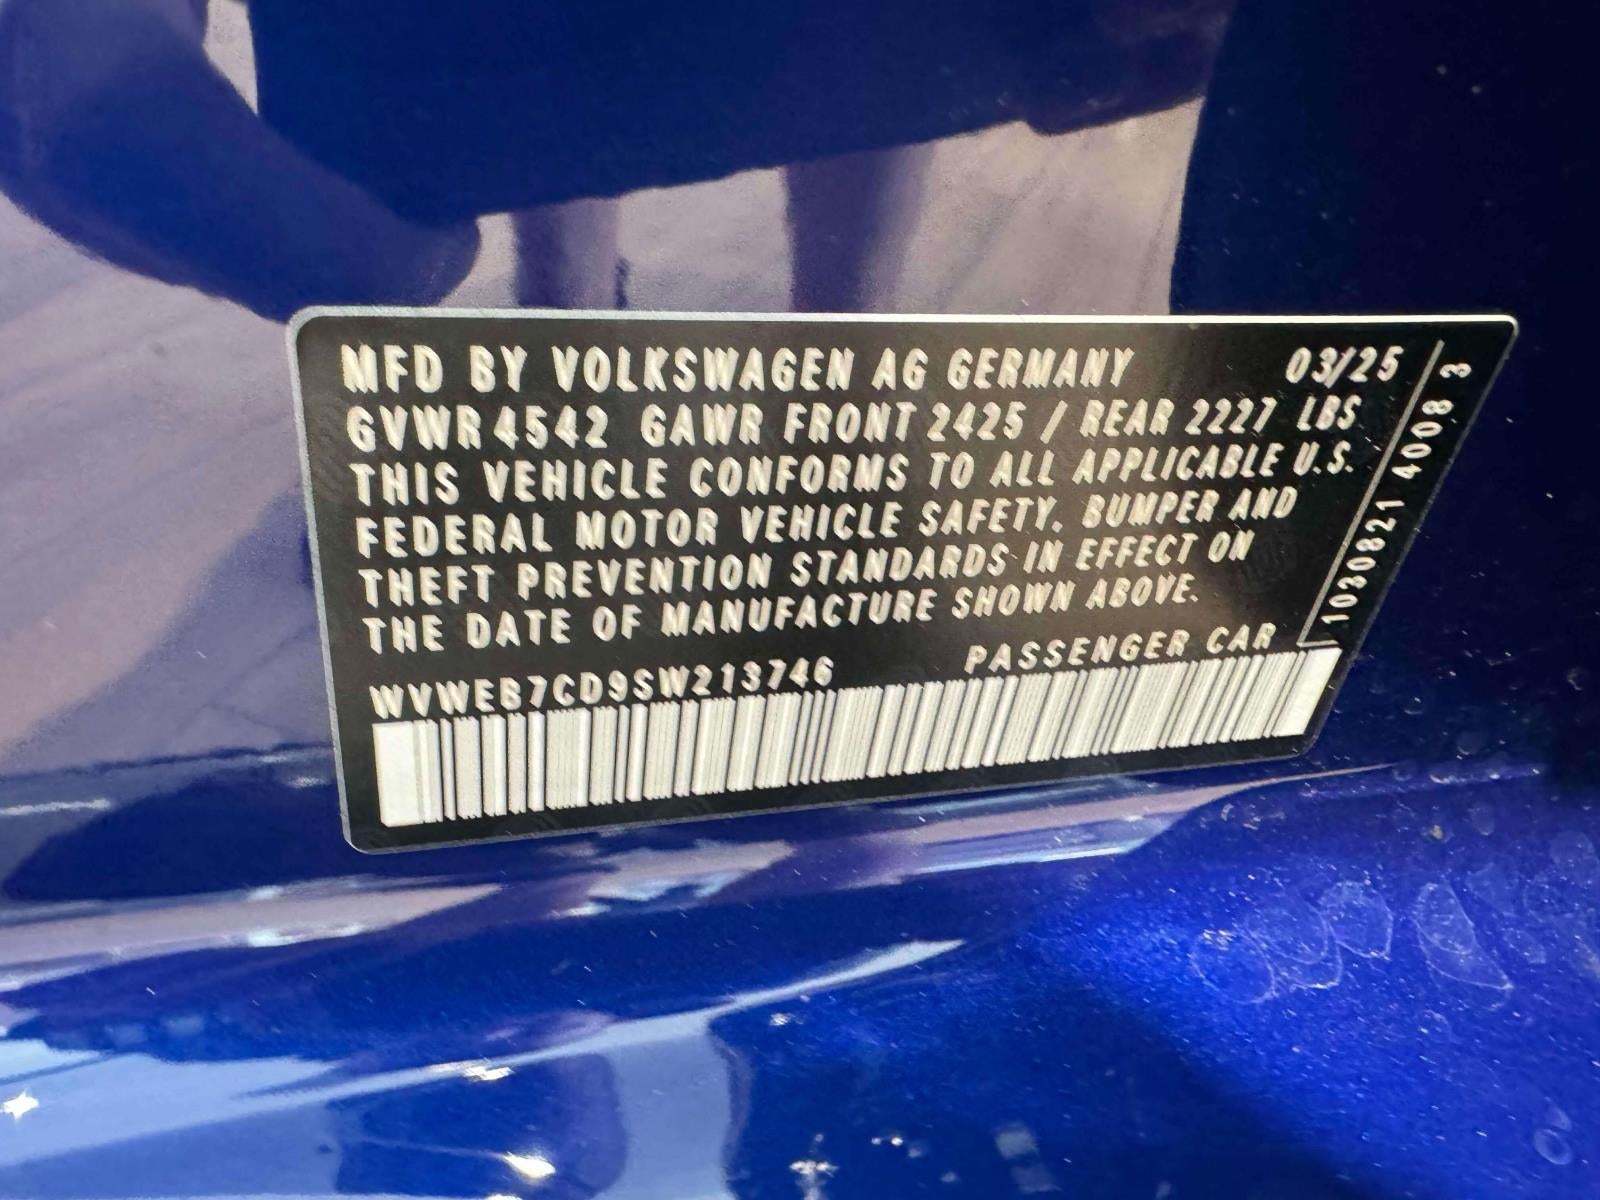 MFD BY VOLKSWAGEN AG GERMANY 03/25
GVWR 4542 GAWR FRONT 2425 / REAR 2227 LBS
THIS VEHICLE CONFORMS TO ALL APPLICABLE U.S.
FEDERAL MOTOR VEHICLE SAFETY, BUMPER AND
THEFT PREVENTION STANDARDS IN EFFECT ON
THE DATE OF MANUFACTURE SHOWN ABOVE.
WVWEB7CD9SW213746 PASSENGER CAR
1030821 4008 3